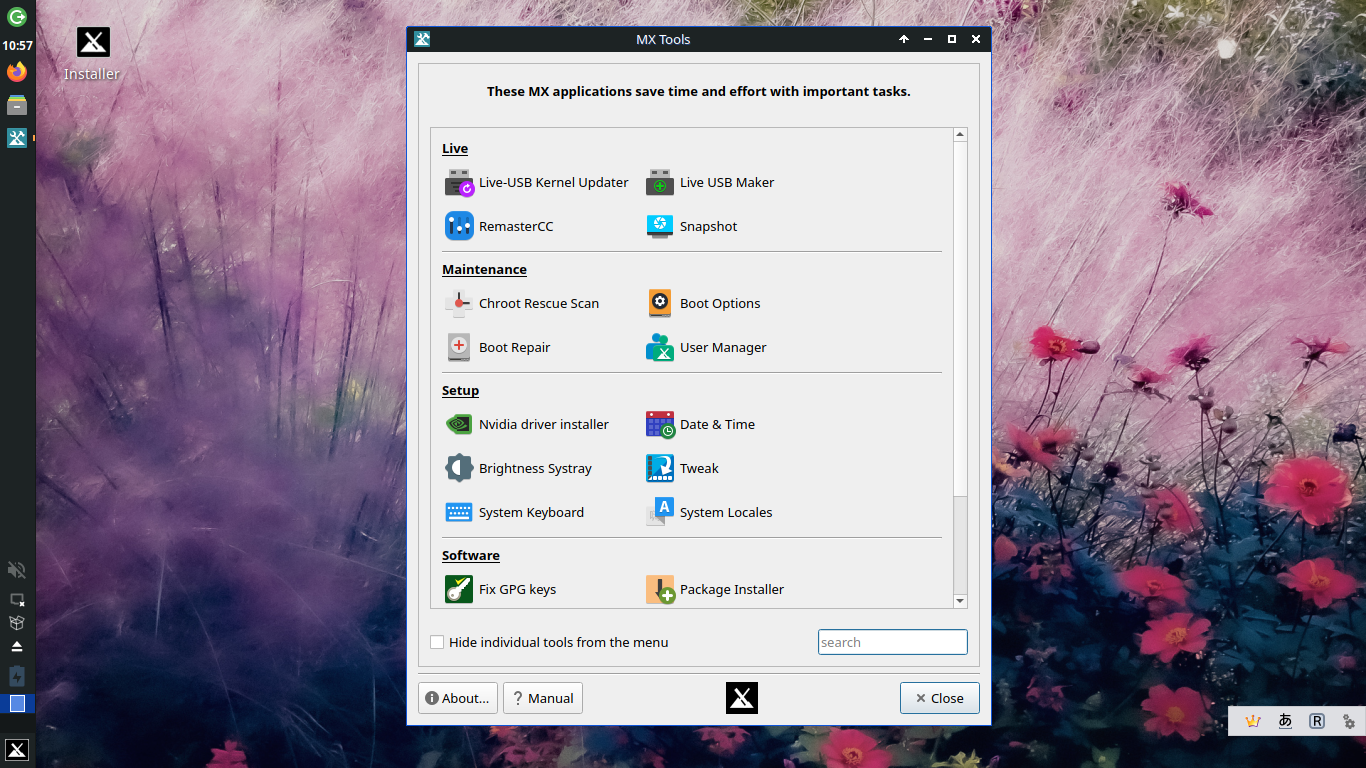 10:57
Installer
MX Tools
These MX applications save time and effort with important tasks.
Live
Live-USB Kernel Updater
Live USB Maker
RemasterCC
Snapshot
Maintenance
Chroot Rescue Scan
Boot Options
Boot Repair
User Manager
Setup
Nvidia driver installer
Date & Time
Brightness Systray
Tweak
System Keyboard
System Locales
Software
Fix GPG keys
Package Installer
Hide individual tools from the menu
search
About...
? Manual
Close
あ
R